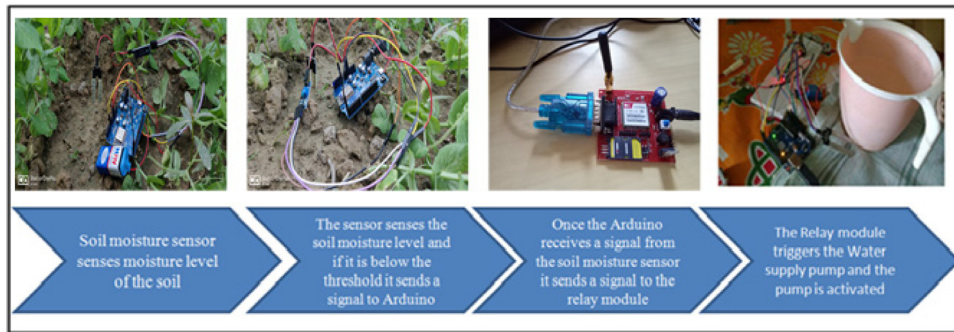 Soil moisture sensor
senses moisture level
of the soil
The sensor senses the
soil moisture level and
if it is below the
threshold it sends a
signal to Arduino
Once the Arduino
receives a signal from
the soil moisture sensor
it sends a signal to the
relay module
The Relay module
triggers the Water
supply pump and the
pump is activated